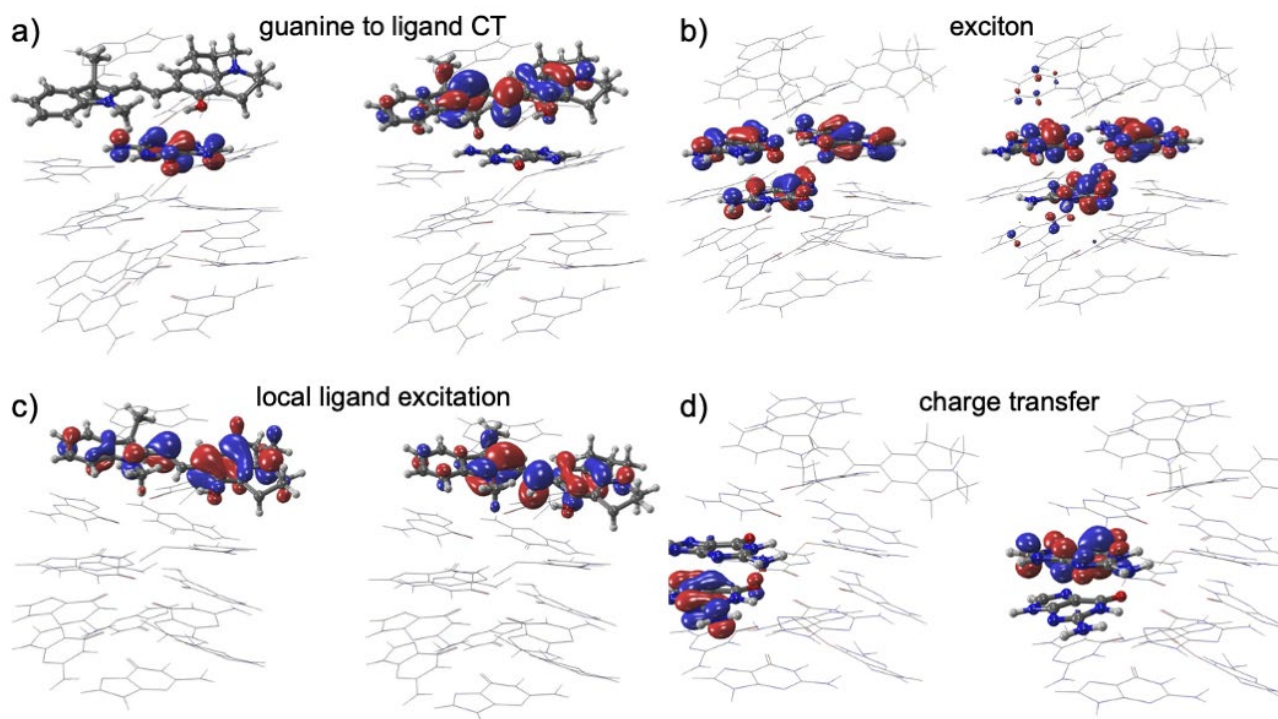 a) guanine to ligand CT
b) exciton
c) local ligand excitation
d) charge transfer